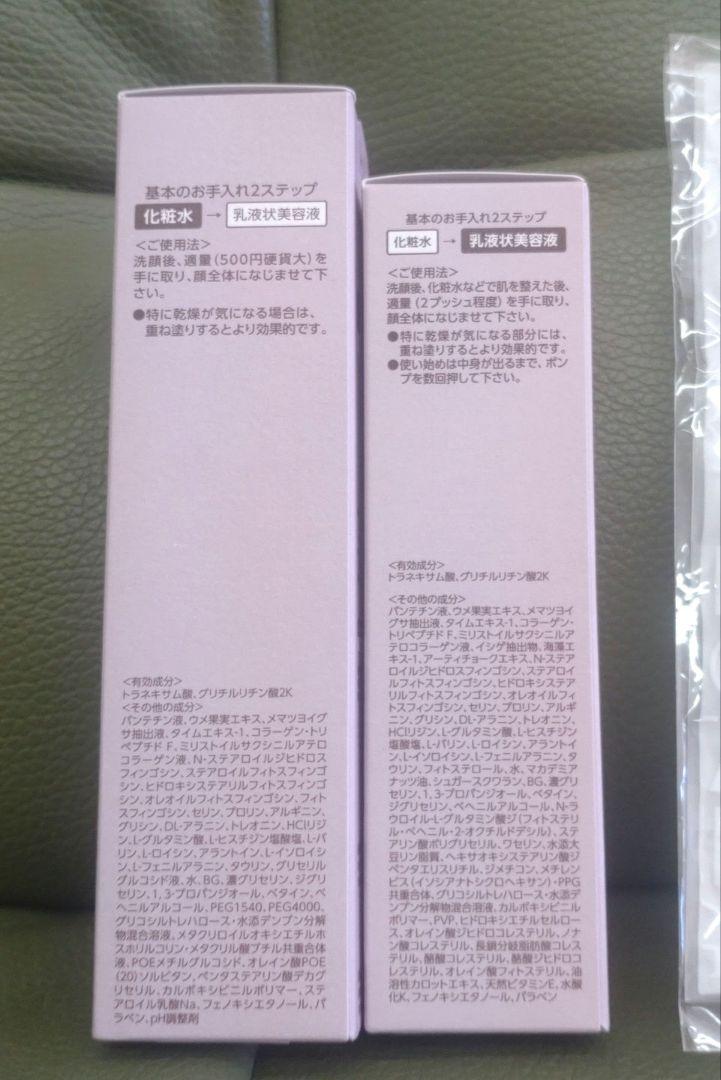 基本のお手入れ2ステップ
化粧水 → 乳液状美容液
<ご使用法>
洗顔後、適量(500円硬貨大)を
手に取り、顔全体になじませて下
さい。
●特に乾燥が気になる場合は、
重ね塗りするとより効果的です。
<有効成分>
トラネキサム酸、グリチルリチン酸2K
<その他の成分>
パンテチン液、ウメ果実エキス、メマツヨイグ
サ抽出液、タイムエキス-1、コラーゲン・トリ
ペプチド F、ミリストイルサクシニルアテロ
コラーゲン液、N-ステアロイルジヒドロス
フィンゴシン、ステアロイルフィトスフィンゴ
シン、ヒドロキシステアリルフィトスフィンゴ
シン、オレオイルフィトスフィンゴシン、フィト
スフィンゴシン、セリン、プロリン、アルギニン、
グリシン、DL-アラニン、トレオニン、HClリジ
ン、L-グルタミン酸、L-ヒスチジン塩酸塩、L-バ
リン、L-ロイシン、アラントイン、L-イソロイシ
ン、L-フェニルアラニン、タウリン、グリセリル
グルコシド液、水、BG、濃グリセリン、ジグリ
セリン、1,3-プロパンジオール、ベタイン、ベ
ヘニルアルコール、PEG1540、PEG4000、
グリコシルトレハロース・水添デンプン分解
物混合溶液、メタクリロイルオキシエチルホ
スホリルコリン・メタクリル酸ブチル共重合体
液、POEメチルグルコシド、オレイン酸POE
(20)ソルビタン、ペンタステアリン酸デカグ
リセリル、カルボキシビニルポリマー、ステ
アロイル乳酸Na、フェノキシエタノール、パ
ラベン、pH調整剤
基本のお手入れ2ステップ
化粧水 → 乳液状美容液
<ご使用法>
洗顔後、化粧水などで肌を整えた後、
適量(2プッシュ程度)を手に取り、
顔全体になじませて下さい。
●特に乾燥が気になる部分には、
重ね塗りするとより効果的です。
●使い始めは中身が出るまで、ポン
プを数回押して下さい。
<有効成分>
トラネキサム酸、グリチルリチン酸2K
<その他の成分>
パンテチン液、ウメ果実エキス、メマツヨイ
グサ抽出液、タイムエキス-1、コラーゲン・
トリペプチド F、ミリストイルサクシニルア
テロコラーゲン液、イシゲ抽出物、海藻エ
キス-1、アーティチョークエキス、N-ステア
ロイルジヒドロスフィンゴシン、ステアロイ
ルフィトスフィンゴシン、ヒドロキシステア
リルフィトスフィンゴシン、オレオイルフィ
トスフィンゴシン、セリン、プロリン、アルギ
ニン、グリシン、DL-アラニン、トレオニン、
HClリジン、L-グルタミン酸、L-ヒスチジン
塩酸塩、L-バリン、L-ロイシン、アラントイ
ン、L-イソロイシン、L-フェニルアラニン、タ
ウリン、フィトステロール、水、マカデミア
ナッツ油、シュガースクワラン、BG、濃グリ
セリン、1,3-プロパンジオール、ベタイン、
ジグリセリン、ベヘニルアルコール、N-ラ
ウロイル-L-グルタミン酸ジ(フィトステリ
ル・ベヘニル・2-オクチルドデシル)、ステ
アリン酸ポリグリセリル、ワセリン、水添大
豆リン脂質、ヘキサオキシステアリン酸ジ
ペンタエリスリチル、ジメチコン、メチレン
ビス(イソシアナトシクロヘキサン)・PPG
共重合体、グリコシルトレハロース・水添デ
ンプン分解物混合溶液、カルボキシビニル
ポリマー、PVP、ヒドロキシエチルセルロー
ス、オレイン酸ジヒドロコレステリル、ノナ
ン酸コレステリル、長鎖分岐脂肪酸コレス
テリル、酪酸コレステリル、酪酸ジヒドロコ
レステリル、オレイン酸フィトステリル、油
溶性カロットエキス、天然ビタミンE、水酸
化K、フェノキシエタノール、パラベン